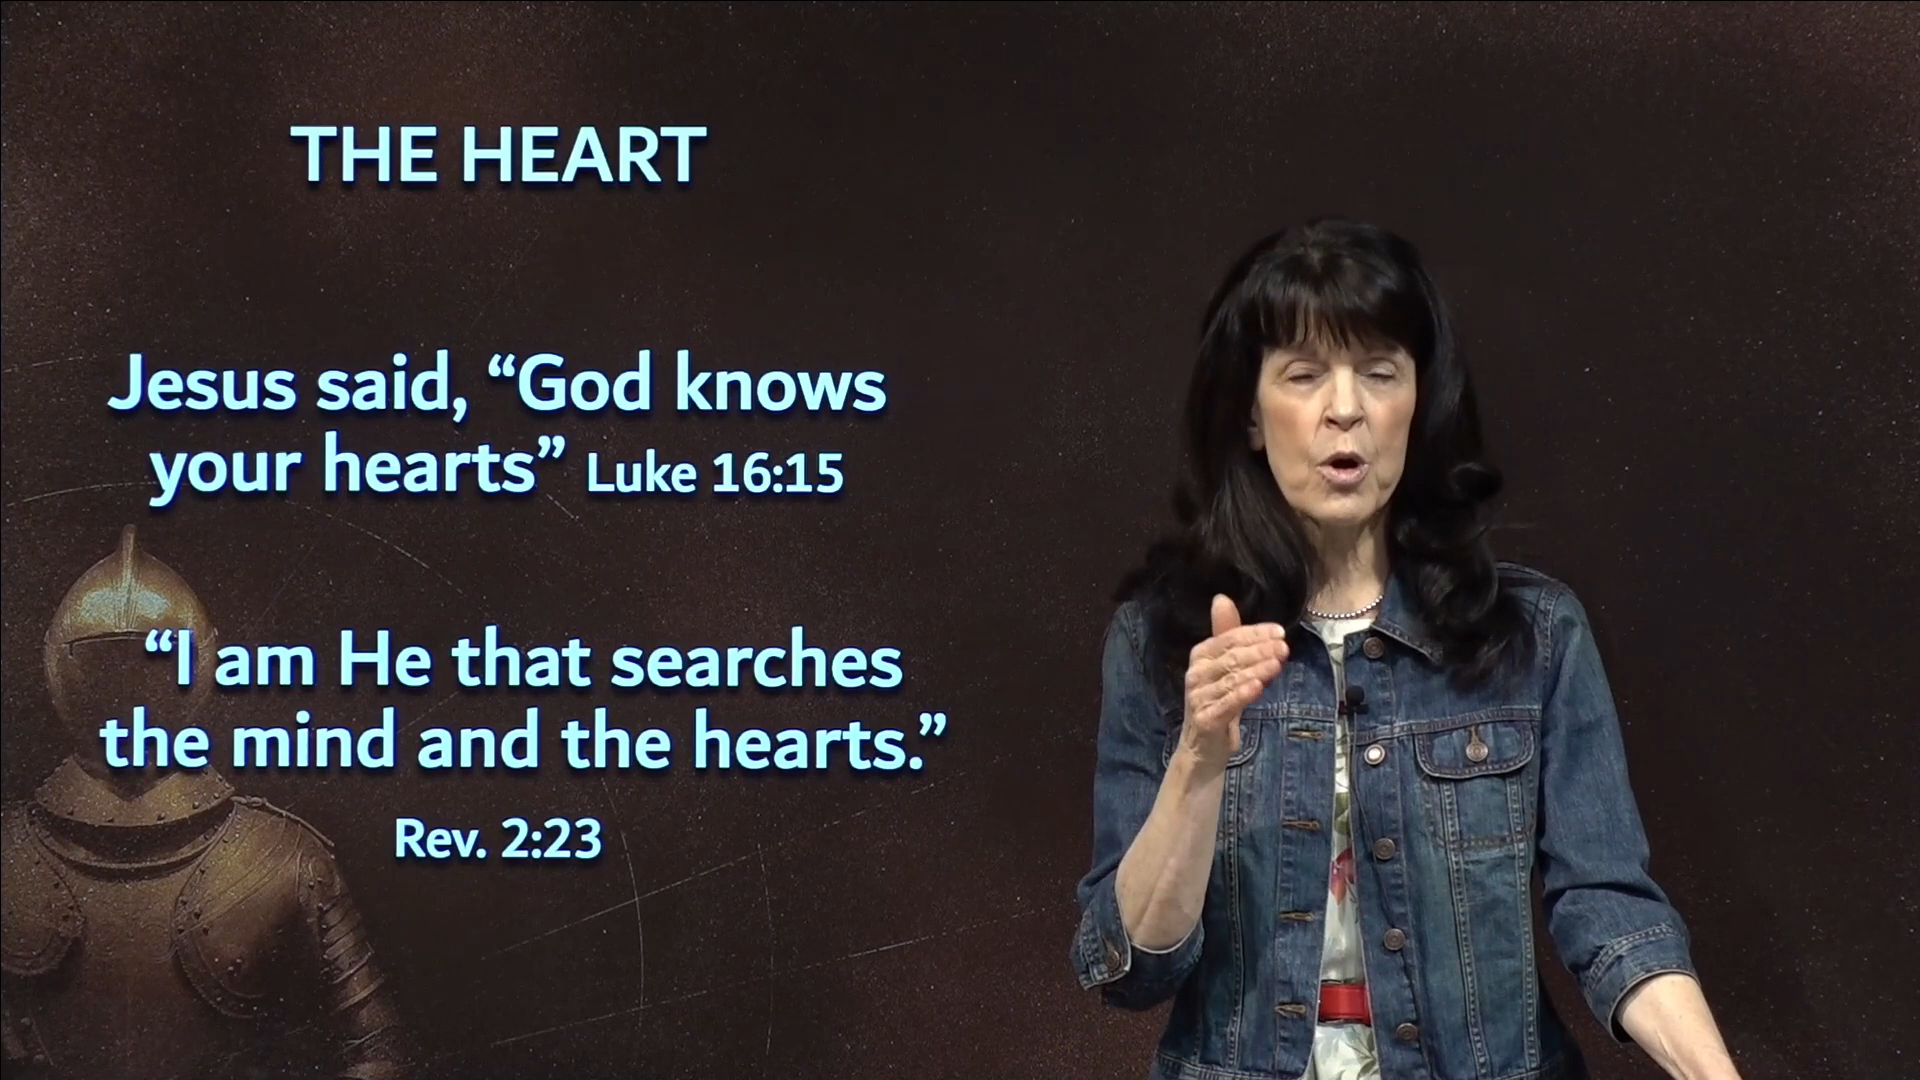 THE HEART
Jesus said, “God knows
your hearts” Luke 16:15
“I am He that searches
the mind and the hearts.”
Rev. 2:23